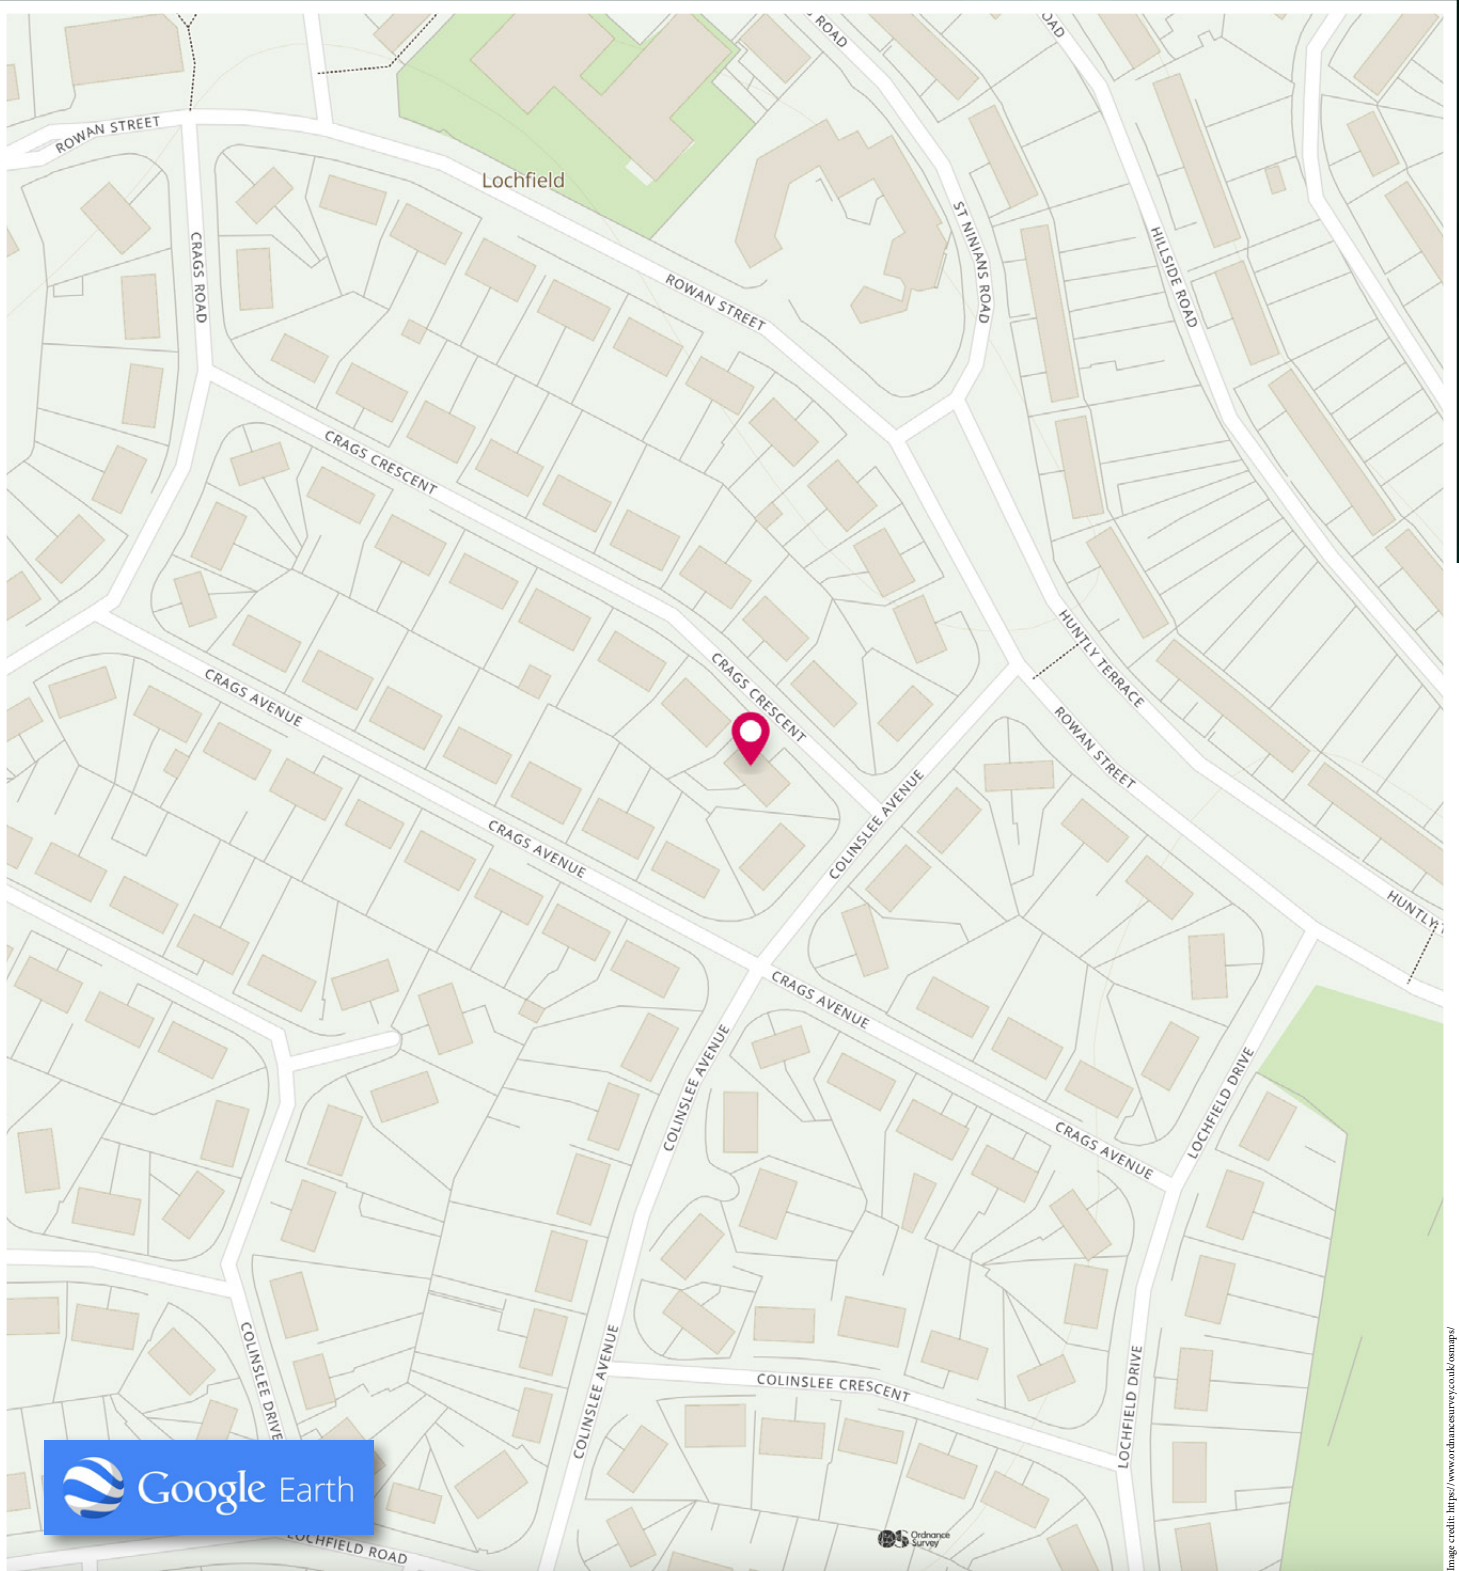 ROAD
OAD
ROWAN STREET
Lochfield
CRAGS ROAD
ST NINIANS ROAD
HILLSIDE ROAD
ROWAN STREET
CRAGS CRESCENT
HUNTLY TERRACE
CRAGS CRESCENT
CRAGS AVENUE
ROWAN STREET
COLINSLEE AVENUE
CRAGS AVENUE
HUNTLY T
CRAGS AVENUE
COLINSLEE AVENUE
LOCHFIELD DRIVE
CRAGS AVENUE
COLINSLEE DRIVE
COLINSLEE AVENUE
COLINSLEE CRESCENT
LOCHFIELD DRIVE
Google Earth
LOCHFIELD ROAD
OS Ordnance
Survey
Image credit: https://www.ordnancesurvey.co.uk/osmaps/